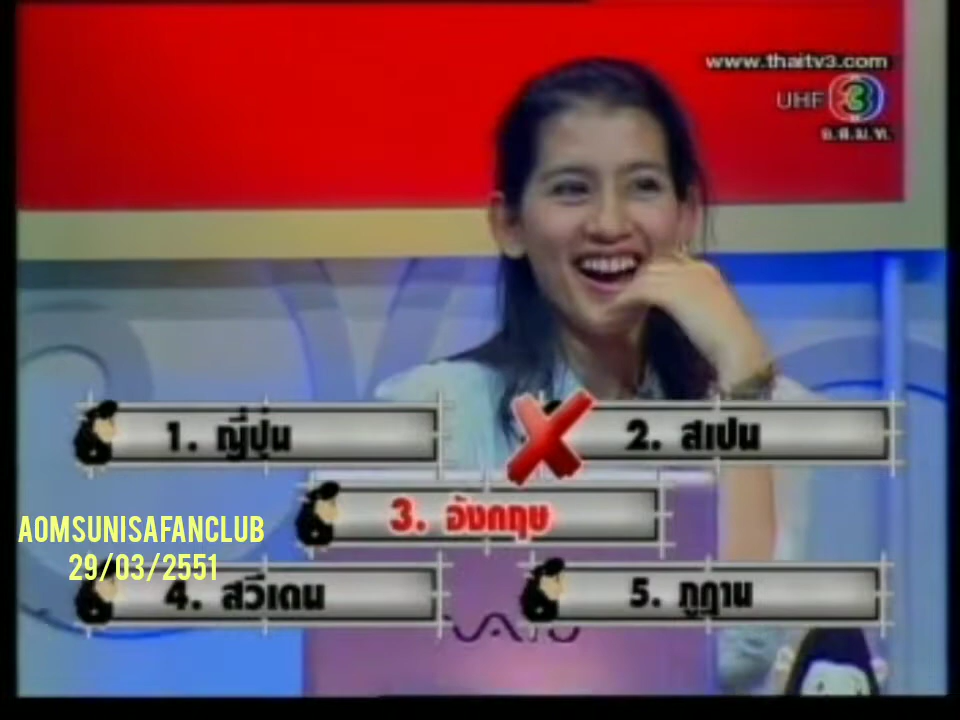 www.thaitv3.com
UHF 3
อ.ส.ม.ท.
1. ญี่ปุ่น
2. สเปน
3. อังกฤษ
AOMSUNISAFANCLUB
29/03/2551
4. สวีเดน
5. ภูฏาน